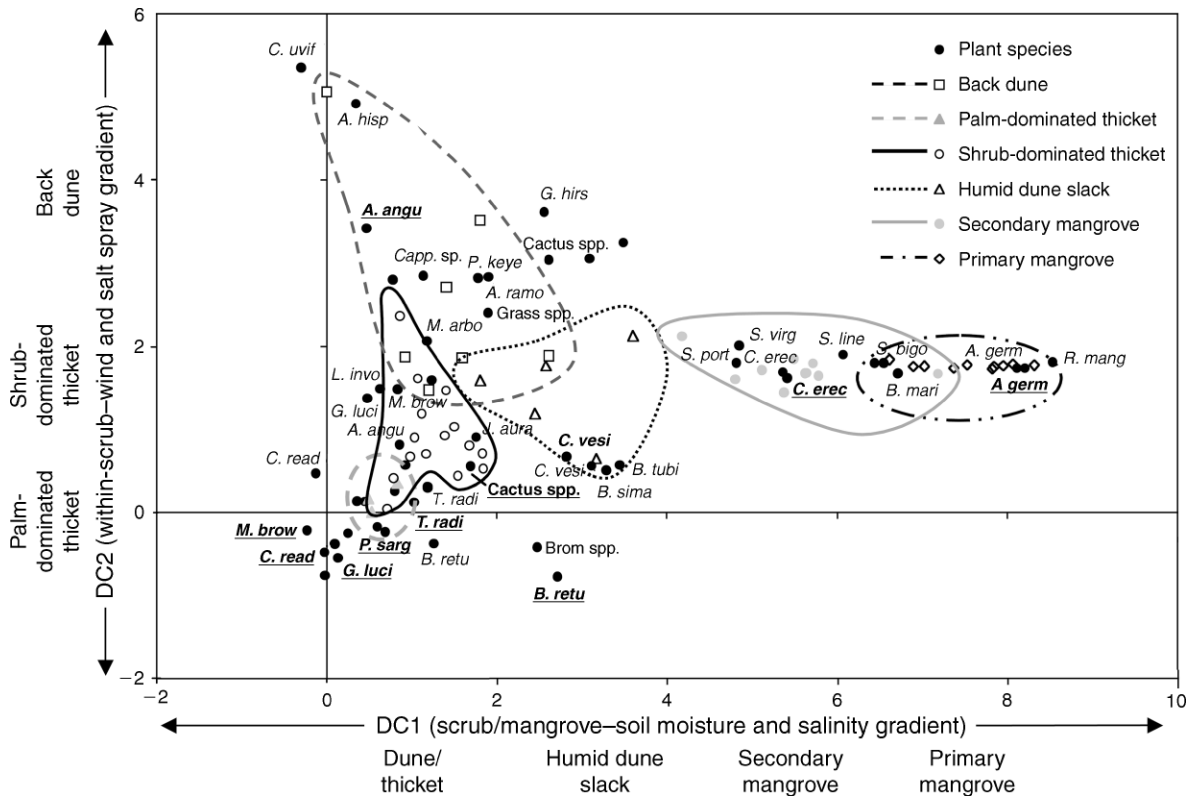 6
C. uvif
Plant species
Back dune
A. hisp
Palm-dominated thicket
Shrub-dominated thicket
4
G. hirs
Humid dune slack
A. angu
Secondary mangrove
Cactus spp.
Capp. sp.
P. keye
Primary mangrove
A. ramo
Grass spp.
M. arbo
2
S. virg
S. line
S. bigo
A. germ
R. mang
S. port
C. erec
L. invo
M. brow
C. erec
B. mari
A germ
G. luci
A. angu
J. aura
C. vesi
C. read
C. vesi
B. tubi
B. sima
T. radi
Cactus spp.
0
M. brow
T. radi
P. sarg
C. read
G. luci
B. retu
Brom spp.
B. retu
−2
−2
0
2
4
6
8
10
DC2 (within-scrub–wind and salt spray gradient)
Back
dune
Shrub-
dominated
thicket
Palm-
dominated
thicket
DC1 (scrub/mangrove–soil moisture and salinity gradient)
Dune/
thicket
Humid dune
slack
Secondary
mangrove
Primary
mangrove